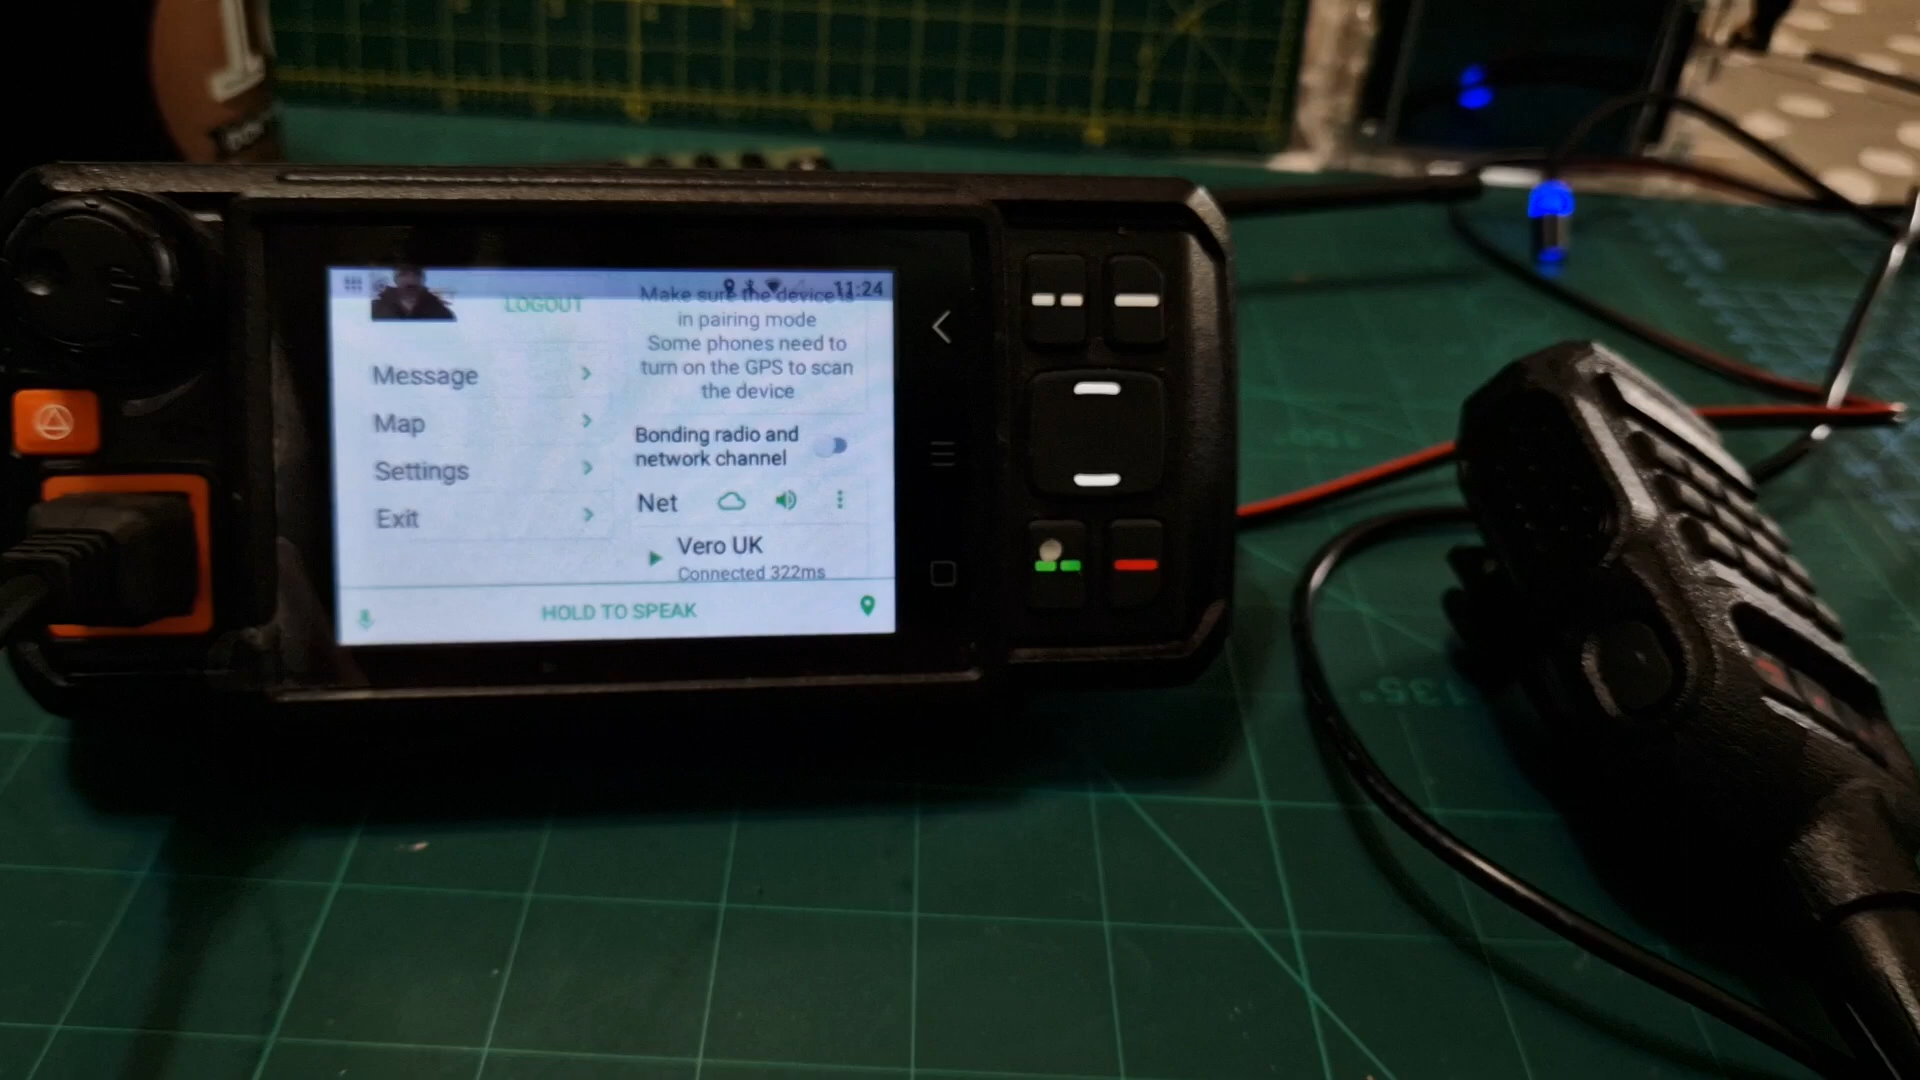 11:24
LOGOUT
Message
Map
Settings
Exit
Make sure the device is
in pairing mode
Some phones need to
turn on the GPS to scan
the device
Bonding radio and
network channel
Net
Vero UK
Connected 322ms
HOLD TO SPEAK
135°